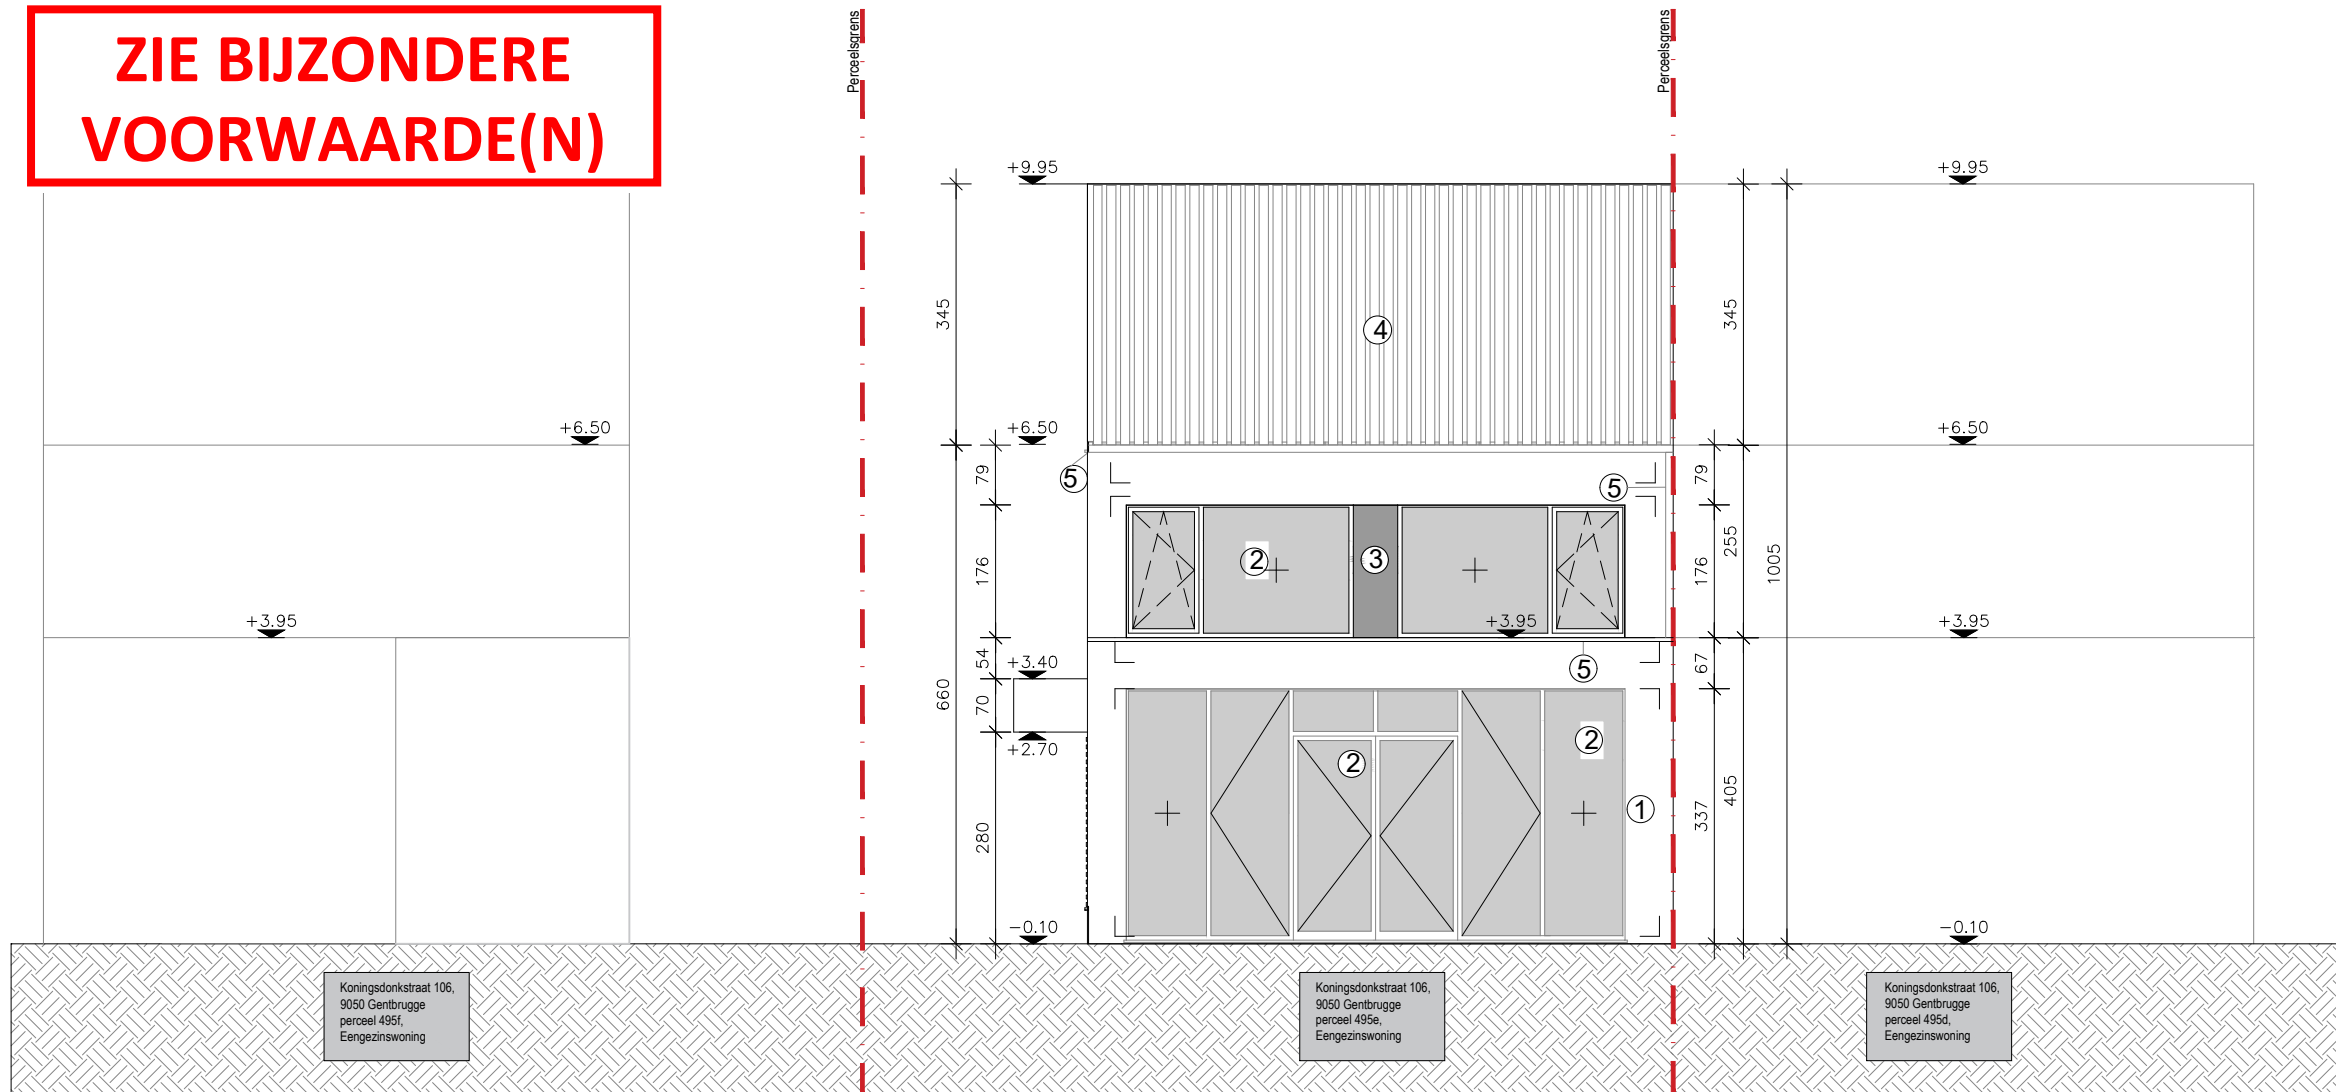 ZIE BIJZONDERE
VOORWAARDE(N)
Perceelsgrens
Perceelsgrens
+9.95
+9.95
345
345
1005
4
+6.50
+6.50
+6.50
79
5
5
79
176
2
3
176
255
+3.95
+3.95
+3.95
54
+3.40
5
67
660
70
+2.70
2
2
280
1
337
405
-0.10
-0.10
Koningsdonkstraat 106,
9050 Gentbrugge
perceel 495f,
Eengezinswoning
Koningsdonkstraat 106,
9050 Gentbrugge
perceel 495e,
Eengezinswoning
Koningsdonkstraat 106,
9050 Gentbrugge
perceel 495d,
Eengezinswoning